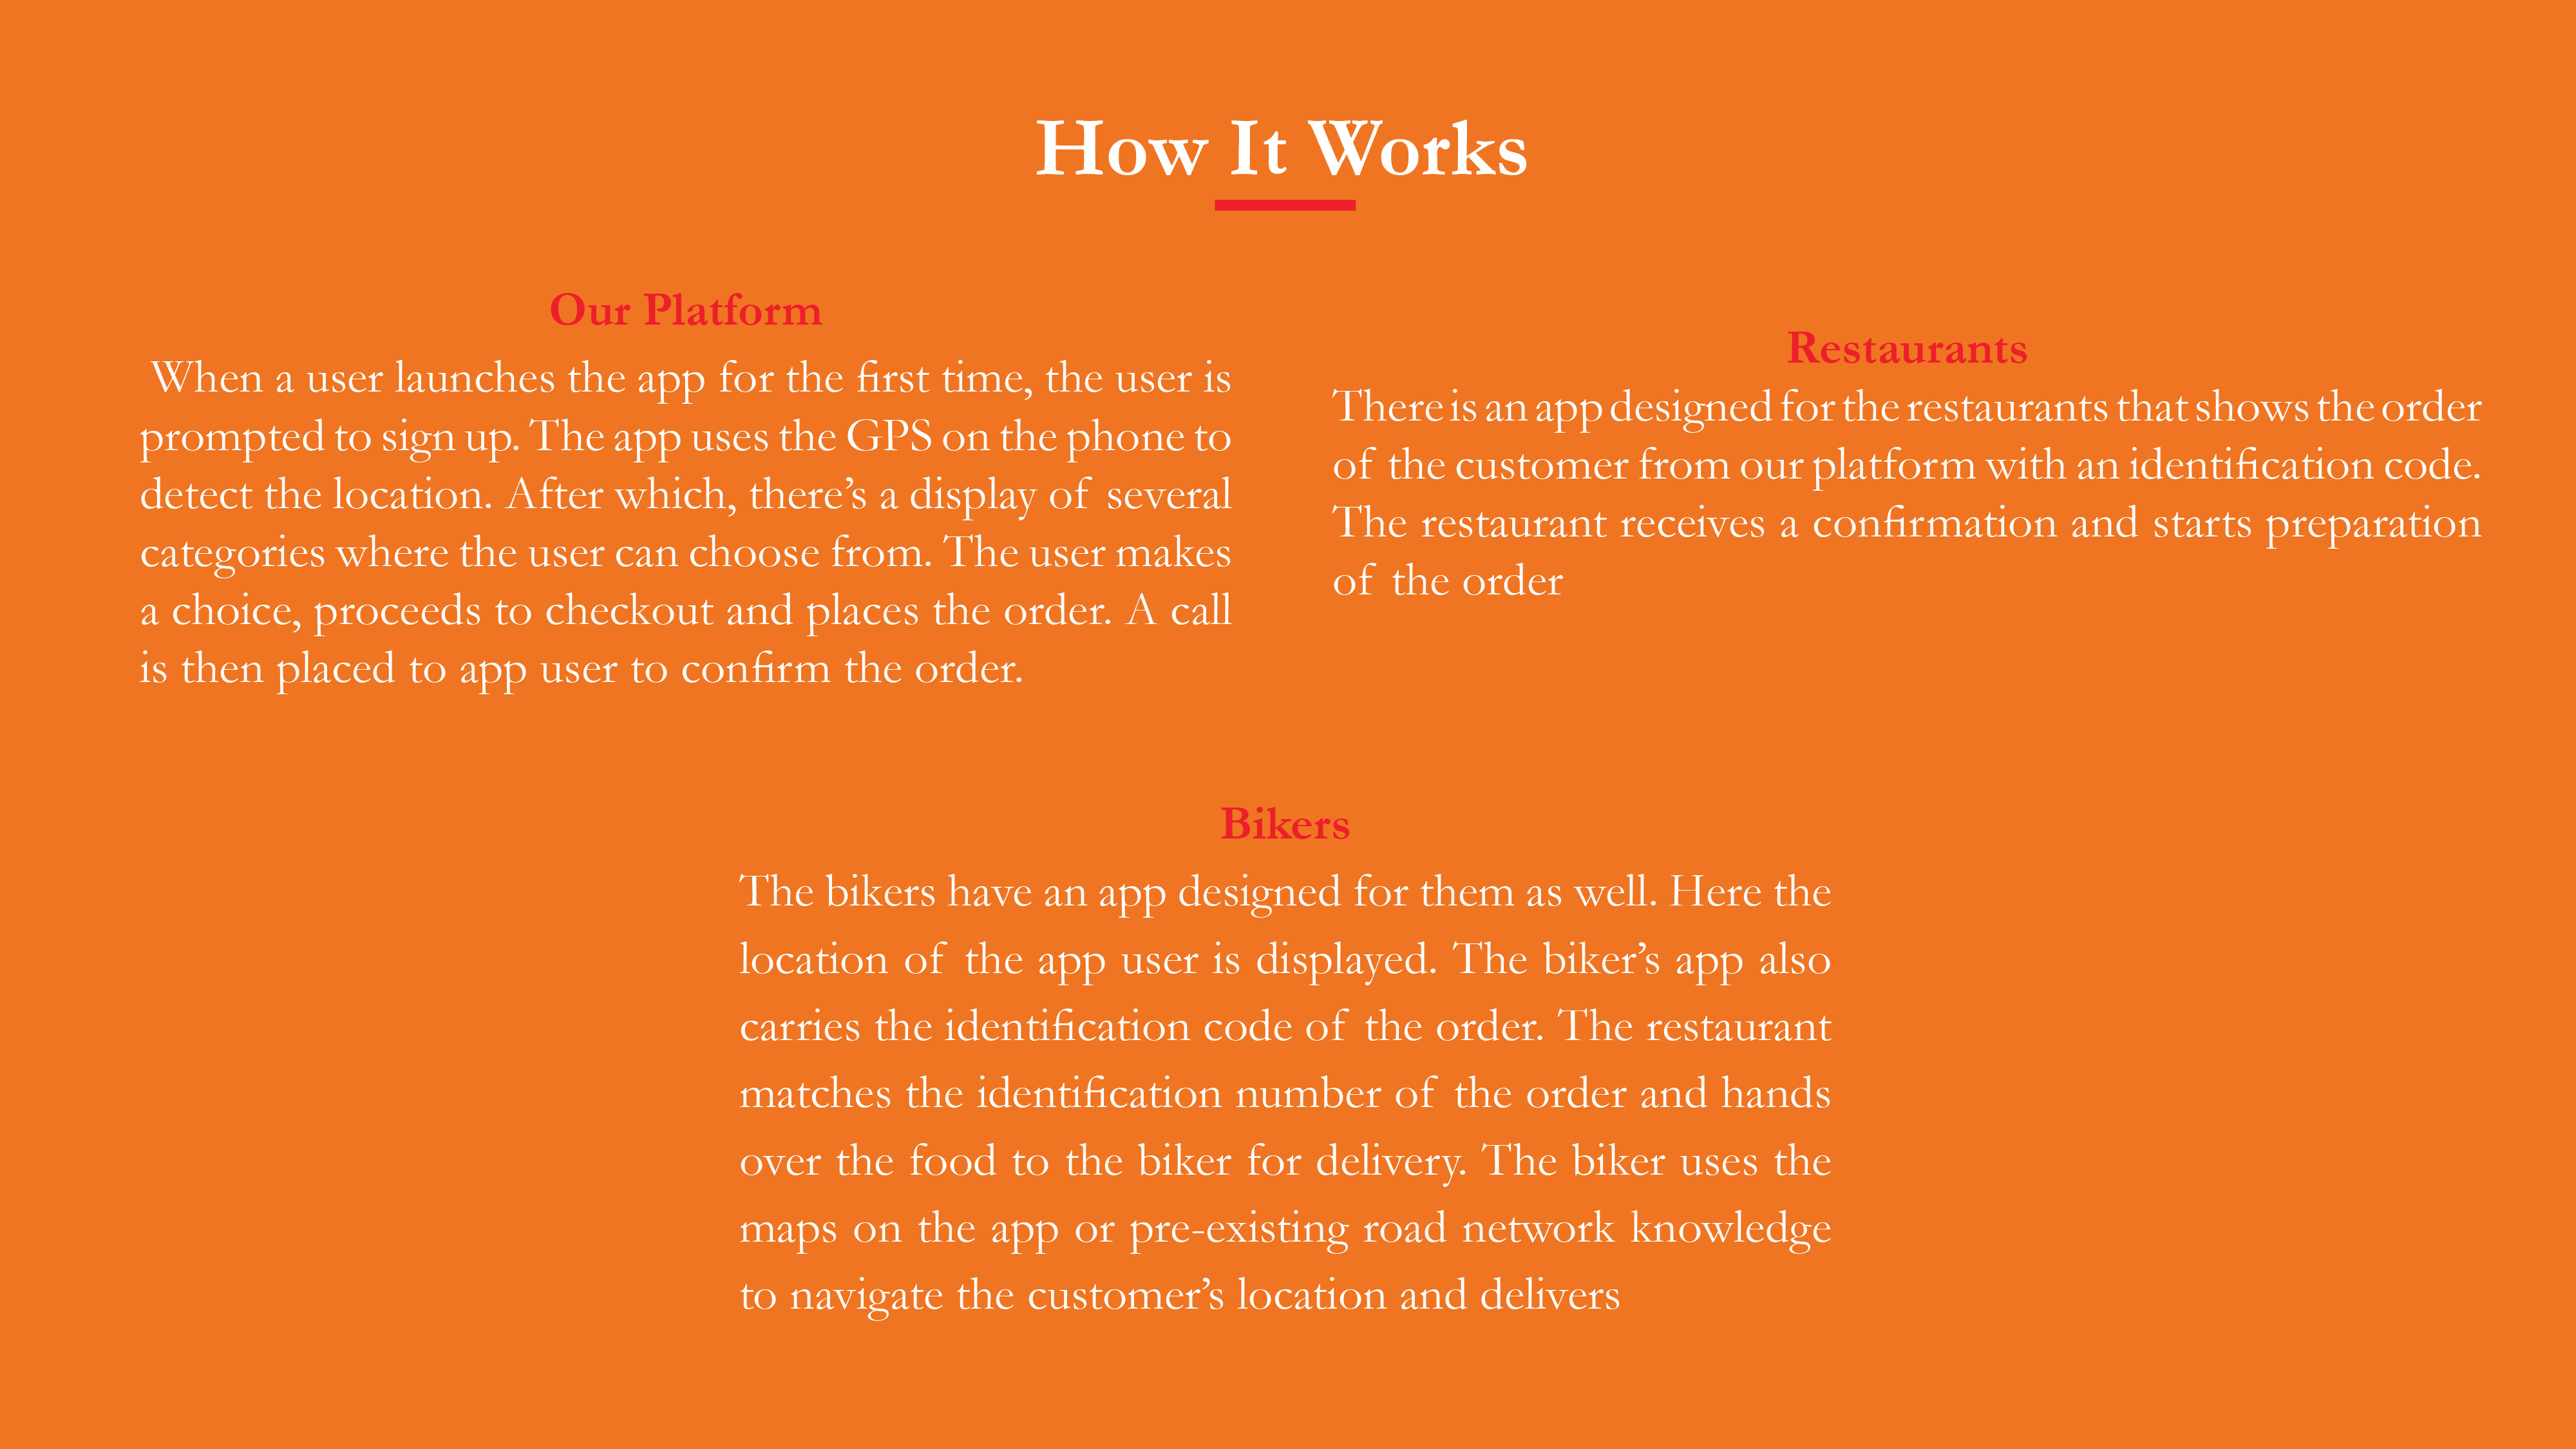 How It Works
Our Platform
When a user launches the app for the first time, the user is
prompted to sign up. The app uses the GPS on the phone to
detect the location. After which, there’s a display of several
categories where the user can choose from. The user makes
a choice, proceeds to checkout and places the order. A call
is then placed to app user to confirm the order.
Restaurants
There is an app designed for the restaurants that shows the order
of the customer from our platform with an identification code.
The restaurant receives a confirmation and starts preparation
of the order
Bikers
The bikers have an app designed for them as well. Here the
location of the app user is displayed. The biker’s app also
carries the identification code of the order. The restaurant
matches the identification number of the order and hands
over the food to the biker for delivery. The biker uses the
maps on the app or pre-existing road network knowledge
to navigate the customer’s location and delivers